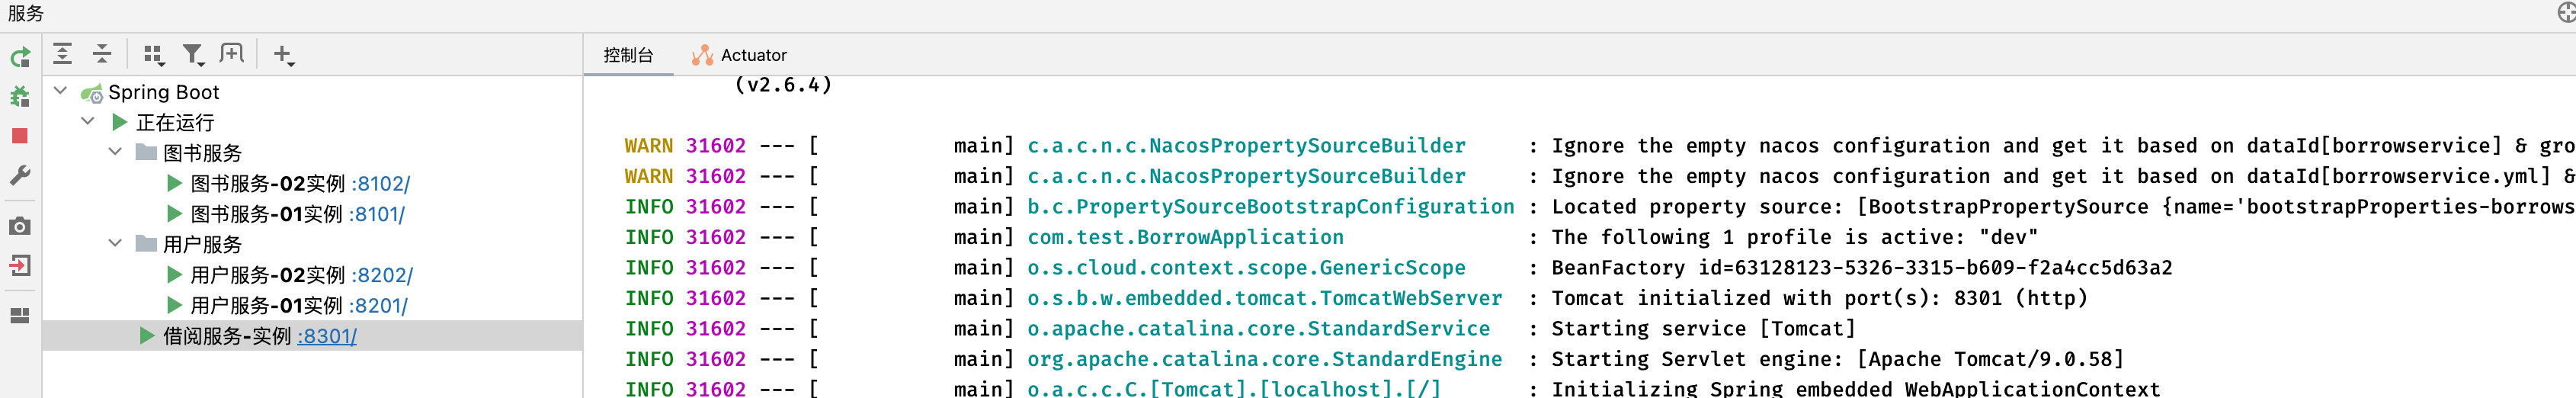 服务
控制台 Actuator
Spring Boot
正在运行
图书服务
图书服务-02实例 :8102/
图书服务-01实例 :8101/
用户服务
用户服务-02实例 :8202/
用户服务-01实例 :8201/
借阅服务-实例 :8301/
(v2.6.4)
WARN 31602 --- [           main] c.a.c.n.c.NacosPropertySourceBuilder     : Ignore the empty nacos configuration and get it based on dataId[borrowservice] & gro
WARN 31602 --- [           main] c.a.c.n.c.NacosPropertySourceBuilder     : Ignore the empty nacos configuration and get it based on dataId[borrowservice.yml] &
INFO 31602 --- [           main] b.c.PropertySourceBootstrapConfiguration : Located property source: [BootstrapPropertySource {name='bootstrapProperties-borrows
INFO 31602 --- [           main] com.test.BorrowApplication               : The following 1 profile is active: "dev"
INFO 31602 --- [           main] o.s.cloud.context.scope.GenericScope     : BeanFactory id=63128123-5326-3315-b609-f2a4cc5d63a2
INFO 31602 --- [           main] o.s.b.w.embedded.tomcat.TomcatWebServer  : Tomcat initialized with port(s): 8301 (http)
INFO 31602 --- [           main] o.apache.catalina.core.StandardService   : Starting service [Tomcat]
INFO 31602 --- [           main] org.apache.catalina.core.StandardEngine  : Starting Servlet engine: [Apache Tomcat/9.0.58]
INFO 31602 --- [           main] o.a.c.c.C.[Tomcat].[localhost].[/]       : Initializing Spring embedded WebApplicationContext